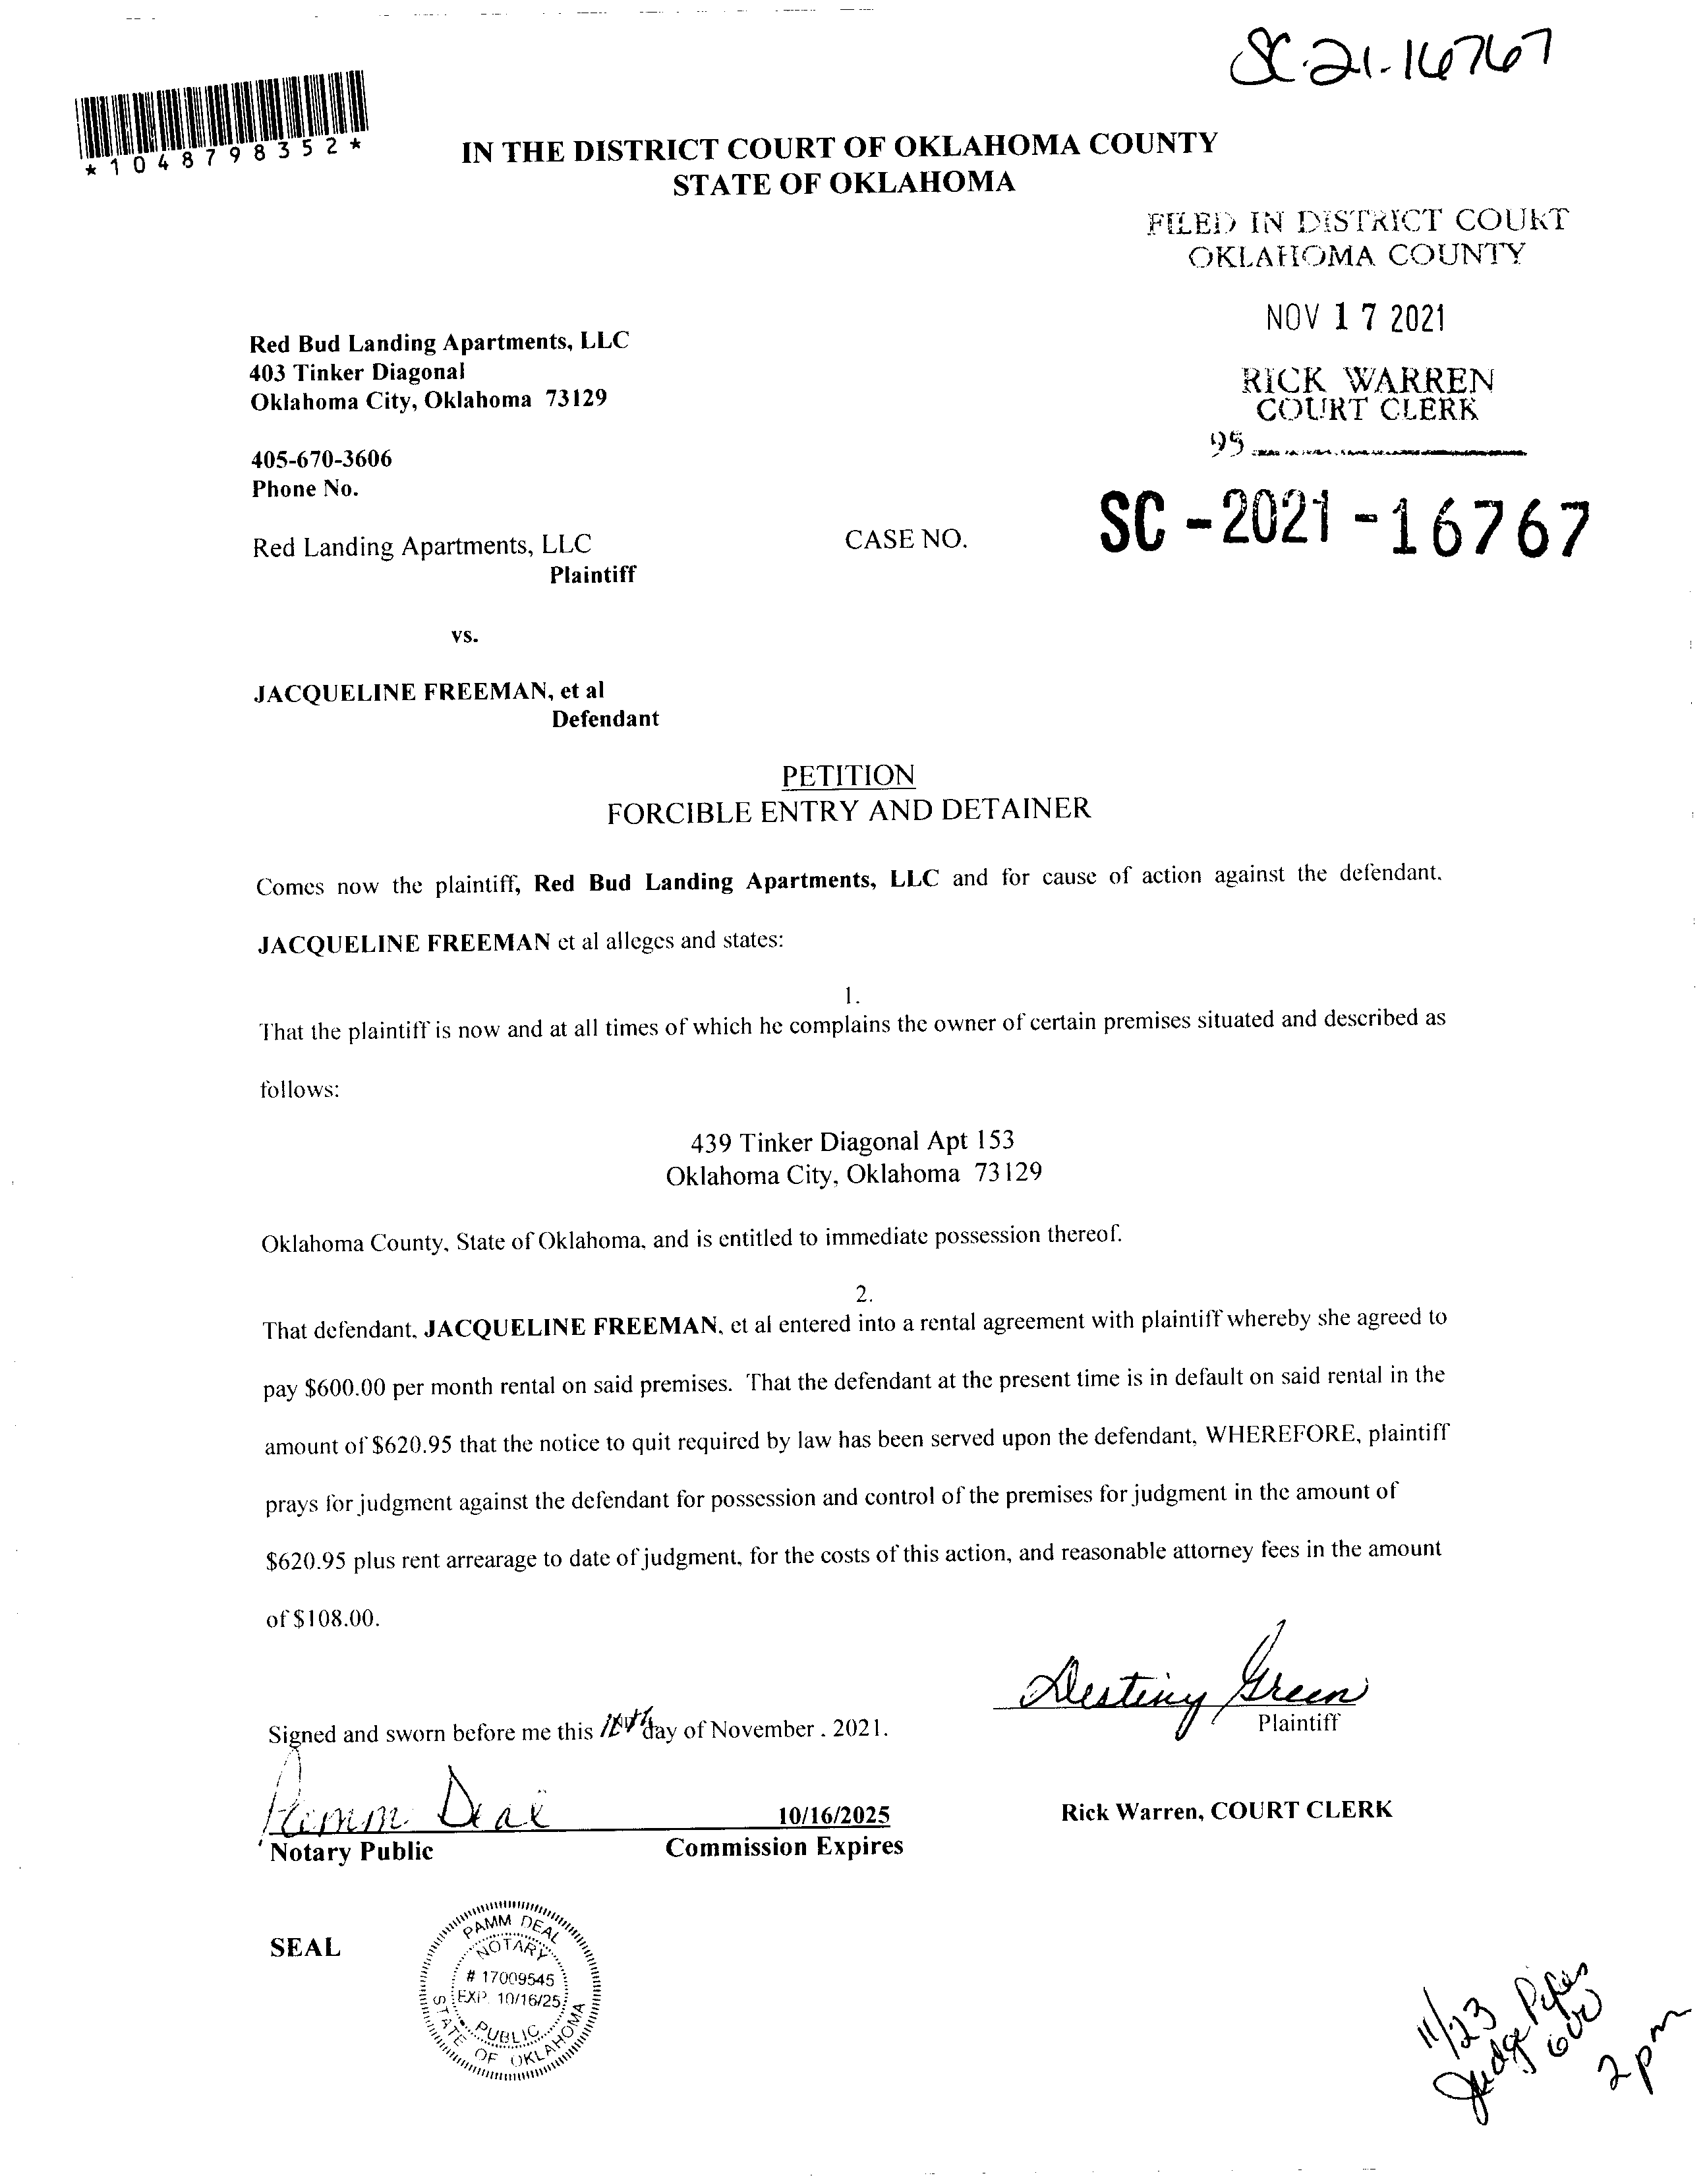 SC-21-16767
*1048798352*
IN THE DISTRICT COURT OF OKLAHOMA COUNTY
STATE OF OKLAHOMA
FILED IN DISTRICT COURT
OKLAHOMA COUNTY
NOV 17 2021
RICK WARREN
COURT CLERK
95
Red Bud Landing Apartments, LLC
403 Tinker Diagonal
Oklahoma City, Oklahoma 73129
405-670-3606
Phone No.
Red Landing Apartments, LLC
Plaintiff
CASE NO.
SC-2021-16767
vs.
JACQUELINE FREEMAN, et al
Defendant
PETITION
FORCIBLE ENTRY AND DETAINER
Comes now the plaintiff, Red Bud Landing Apartments, LLC and for cause of action against the defendant.
JACQUELINE FREEMAN et al alleges and states:
1.
That the plaintiff is now and at all times of which he complains the owner of certain premises situated and described as
follows:
439 Tinker Diagonal Apt 153
Oklahoma City, Oklahoma 73129
Oklahoma County, State of Oklahoma, and is entitled to immediate possession thereof.
2.
That defendant, JACQUELINE FREEMAN, et al entered into a rental agreement with plaintiff whereby she agreed to
pay $600.00 per month rental on said premises. That the defendant at the present time is in default on said rental in the
amount of $620.95 that the notice to quit required by law has been served upon the defendant, WHEREFORE, plaintiff
prays for judgment against the defendant for possession and control of the premises for judgment in the amount of
$620.95 plus rent arrearage to date of judgment, for the costs of this action, and reasonable attorney fees in the amount
of $108.00.
Destiny Green
Plaintiff
Signed and sworn before me this day of November . 2021.
Pamm Deal
Notary Public
10/16/2025
Commission Expires
Rick Warren, COURT CLERK
SEAL
PAMM DEAL
NOTARY
# 17009545
EXP. 10/16/25
PUBLIC
STATE OF OKLAHOMA
11/23
Judge
2pm